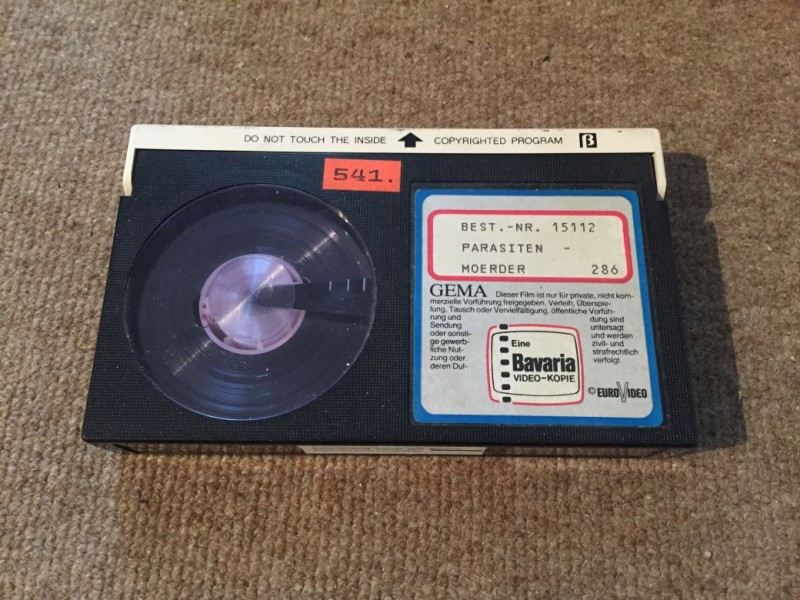 DO NOT TOUCH THE INSIDE COPYRIGHTED PROGRAM β
541.
BEST.-NR. 15112
PARASITEN -
MOERDER 286
GEMA Dieser Film ist nur für private, nicht kom-
merzielle Vorführung freigegeben. Verleih, Überspie-
lung, Tausch oder Vervielfältigung, öffentliche Vorfüh-
rung und
Sendung
oder sonsti-
ge gewerb-
liche Nut-
zung oder
deren Dul-
dung sind
untersagt
und werden
zivil- und
strafrechtlich
verfolgt.
Eine
Bavaria
VIDEO-KOPIE
© EUROVIDEO